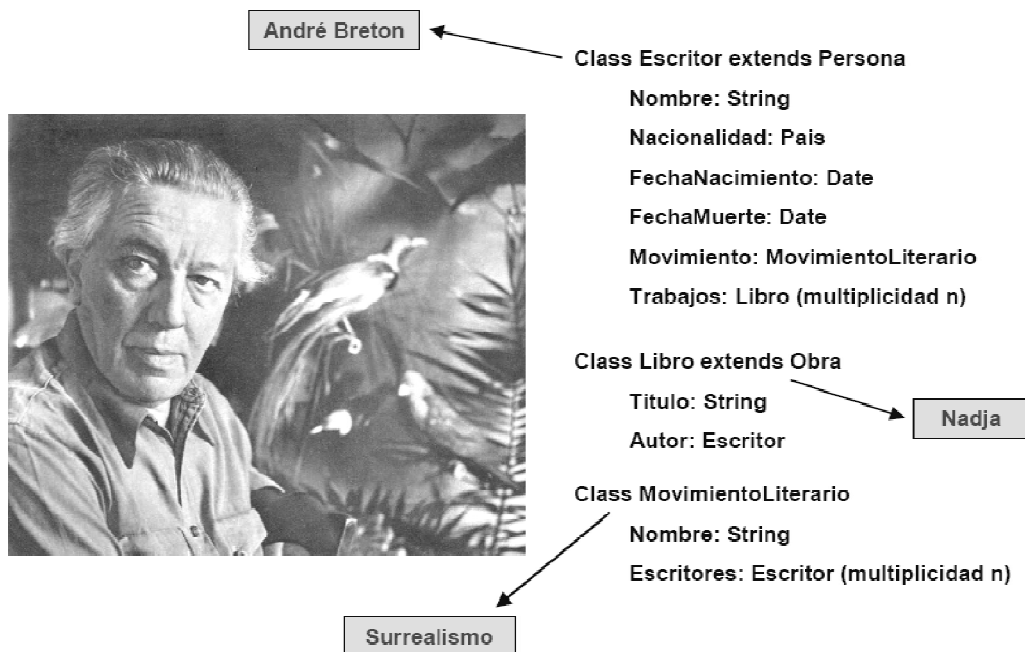 André Breton
Class Escritor extends Persona
Nombre: String
Nacionalidad: Pais
FechaNacimiento: Date
FechaMuerte: Date
Movimiento: MovimientoLiterario
Trabajos: Libro (multiplicidad n)
Class Libro extends Obra
Titulo: String
Autor: Escritor
Nadja
Class MovimientoLiterario
Nombre: String
Escritores: Escritor (multiplicidad n)
Surrealismo